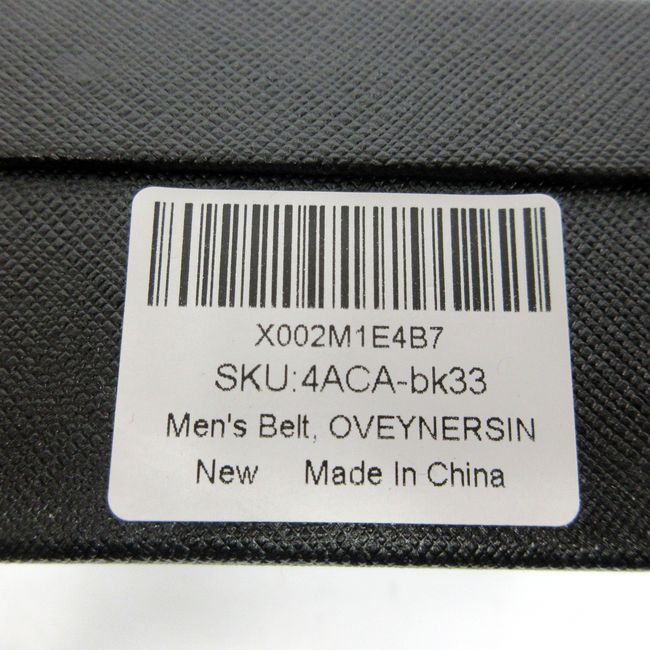 X002M1E4B7
SKU:4ACA-bk33
Men's Belt, OVEYNERSIN
New Made In China